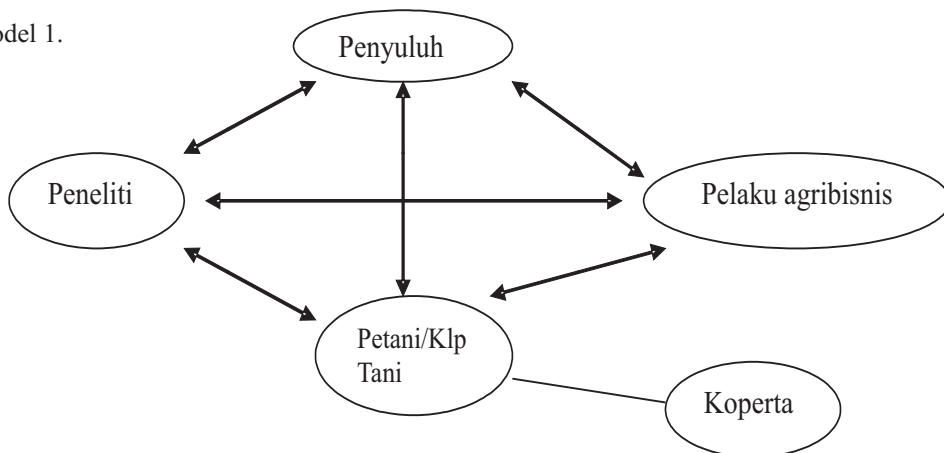 odel 1.
Penyuluh
Peneliti
Pelaku agribisnis
Petani/Klp
Tani
Koperta